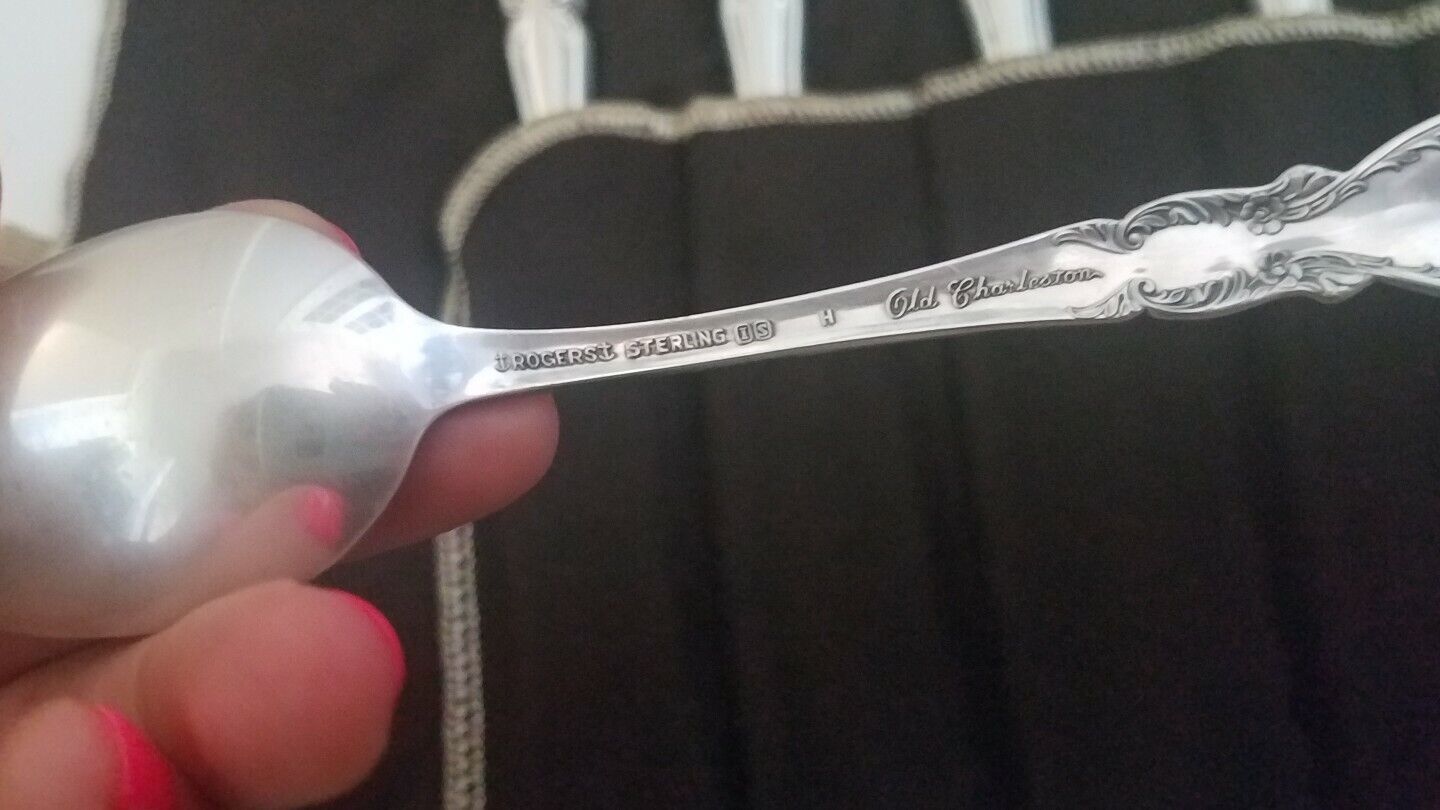 ⚓ROGERS⚓ STERLING IS H Old Charleston